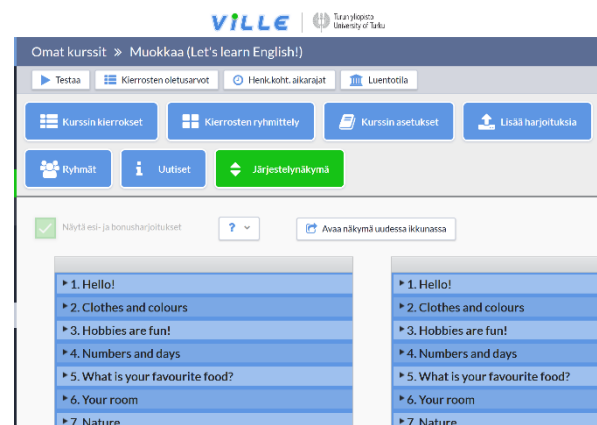 ViLLE Turun yliopisto
University of Turku
Omat kurssit » Muokkaa (Let's learn English!)
Testaa Kierrosten oletusarvot Henk.koht. aikarajat Luentotila
Kurssin kierrokset Kierrosten ryhmittely Kurssin asetukset Lisää harjoituksia
Ryhmät Uutiset Järjestelynäkymä
Näytä esi- ja bonusharjoitukset ? Avaa näkymä uudessa ikkunassa
1. Hello!
2. Clothes and colours
3. Hobbies are fun!
4. Numbers and days
5. What is your favourite food?
6. Your room
7. Nature
1. Hello!
2. Clothes and colours
3. Hobbies are fun!
4. Numbers and days
5. What is your favourite food?
6. Your room
7. Nature